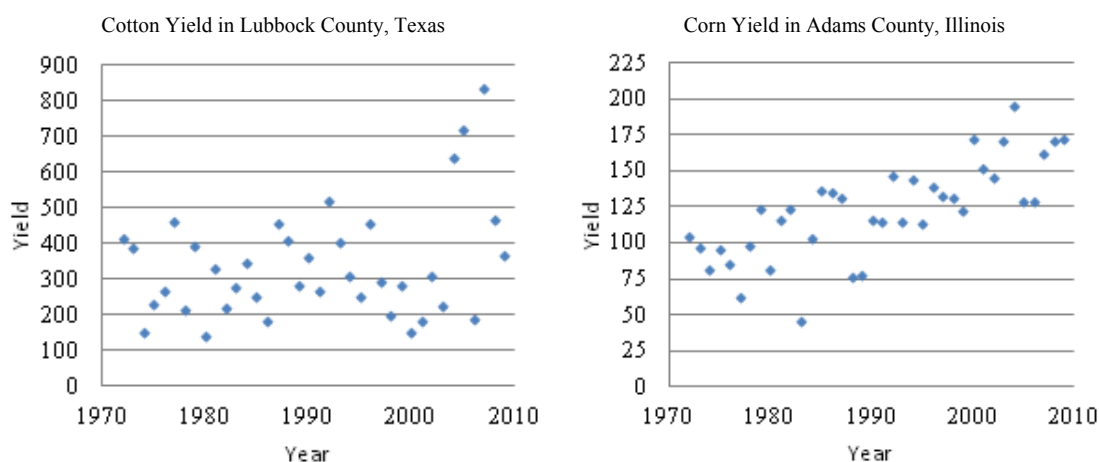 Cotton Yield in Lubbock County, Texas
900
800
700
600
500
400
300
200
100
0
Yield
1970 1980 1990 2000 2010
Year
Corn Yield in Adams County, Illinois
225
200
175
150
125
100
75
50
25
0
Yield
1970 1980 1990 2000 2010
Year